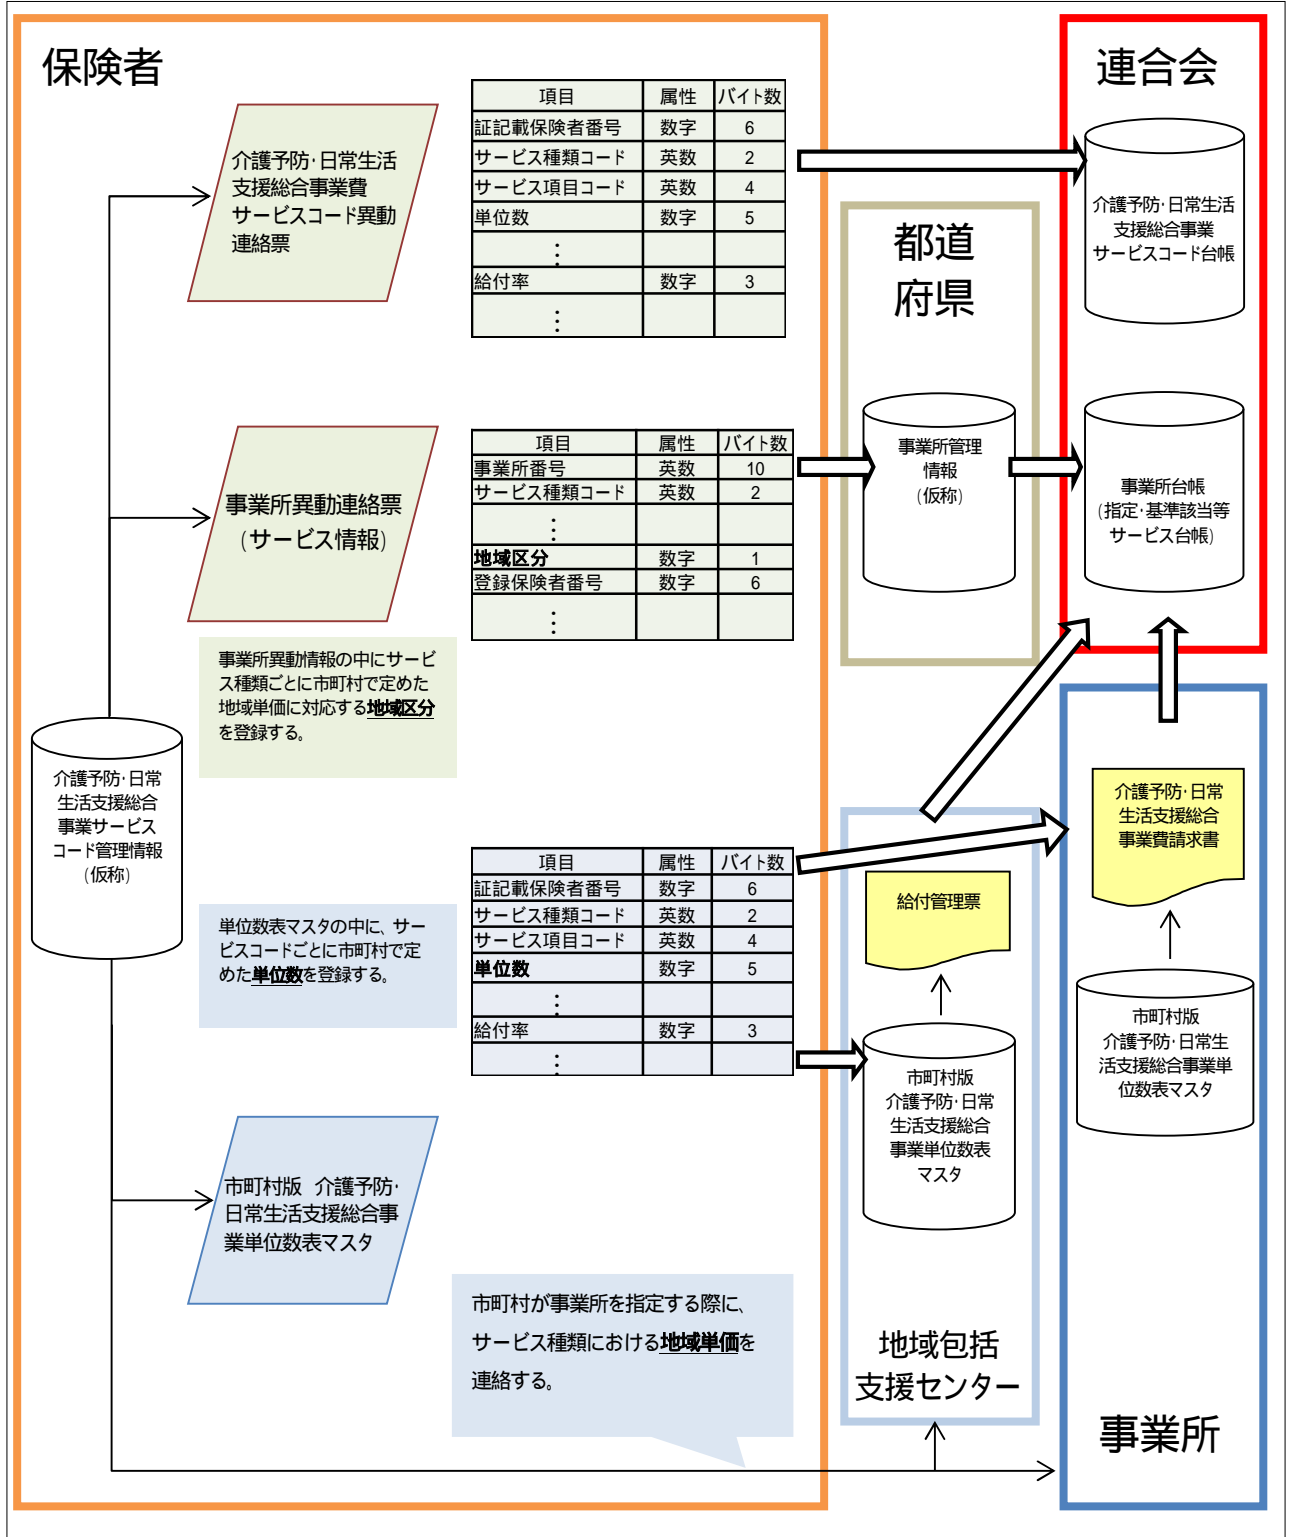 保険者
介護予防・日常生活
支援総合事業費
サービスコード異動
連絡票
項目 属性 バイト数
証記載保険者番号 数字 6
サービス種類コード 英数 2
サービス項目コード 英数 4
単位数 数字 5
：
給付率 数字 3
：
連合会
介護予防・日常生活
支援総合事業
サービスコード台帳
都道
府県
事業所管理
情報
(仮称)
事業所台帳
(指定・基準該当等
サービス台帳)
事業所異動連絡票
(サービス情報)
項目 属性 バイト数
事業所番号 英数 10
サービス種類コード 英数 2
：
地域区分 数字 1
登録保険者番号 数字 6
：
事業所異動情報の中にサービ
ス種類ごとに市町村で定めた
地域単価に対応する地域区分
を登録する。
介護予防・日常
生活支援総合
事業サービス
コード管理情報
(仮称)
単位数表マスタの中に、サー
ビスコードごとに市町村で定
めた単位数を登録する。
項目 属性 バイト数
証記載保険者番号 数字 6
サービス種類コード 英数 2
サービス項目コード 英数 4
単位数 数字 5
：
給付率 数字 3
：
給付管理票
市町村版
介護予防・日常
生活支援総合
事業単位数表
マスタ
地域包括
支援センター
介護予防・日常
生活支援総合
事業費請求書
市町村版
介護予防・日常生
活支援総合事業単
位数表マスタ
事業所
市町村版 介護予防・
日常生活支援総合事
業単位数表マスタ
市町村が事業所を指定する際に、
サービス種類における地域単価を
連絡する。